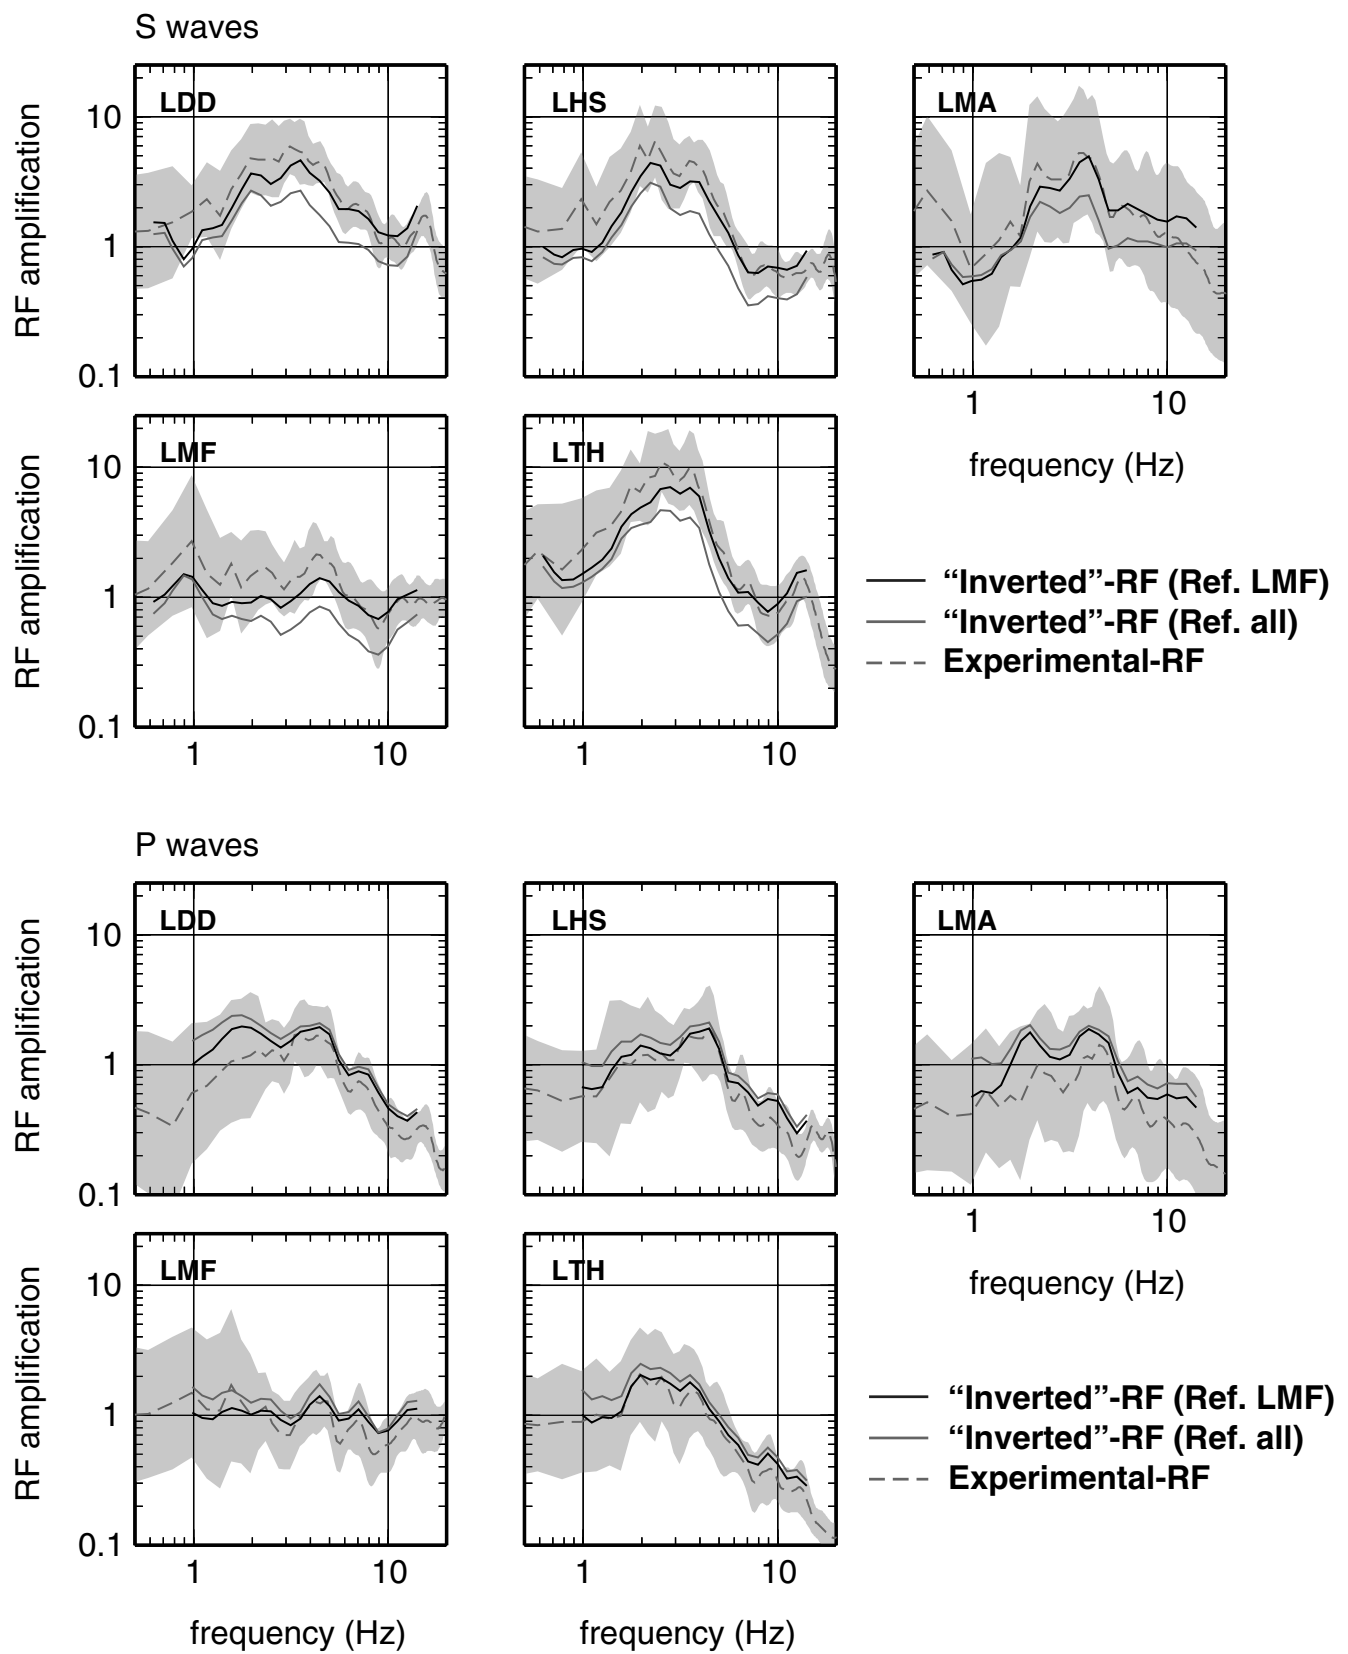 S waves
RF amplification
10
1
0.1
LDD
LHS
LMA
1
10
frequency (Hz)
RF amplification
10
1
0.1
LMF
1
10
LTH
1
10
“Inverted”-RF (Ref. LMF)
“Inverted”-RF (Ref. all)
Experimental-RF
P waves
RF amplification
10
1
0.1
LDD
LHS
LMA
1
10
frequency (Hz)
RF amplification
10
1
0.1
LMF
1
10
frequency (Hz)
LTH
1
10
frequency (Hz)
“Inverted”-RF (Ref. LMF)
“Inverted”-RF (Ref. all)
Experimental-RF